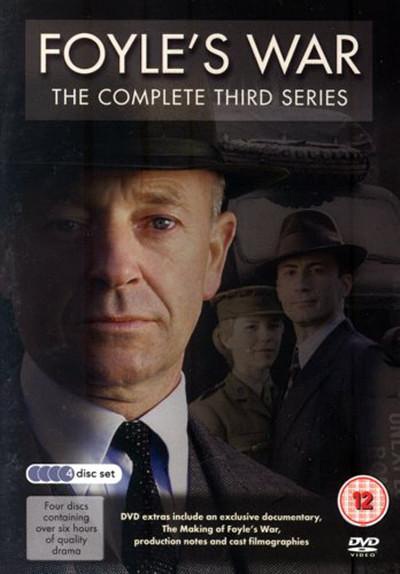 FOYLE'S WAR
THE COMPLETE THIRD SERIES
4 disc set
Four discs
containing
over six
hours
of quality
drama
DVD extras include an exclusive documentary,
The Making of Foyle's War,
production notes and cast filmographies
12
DVD
VIDEO